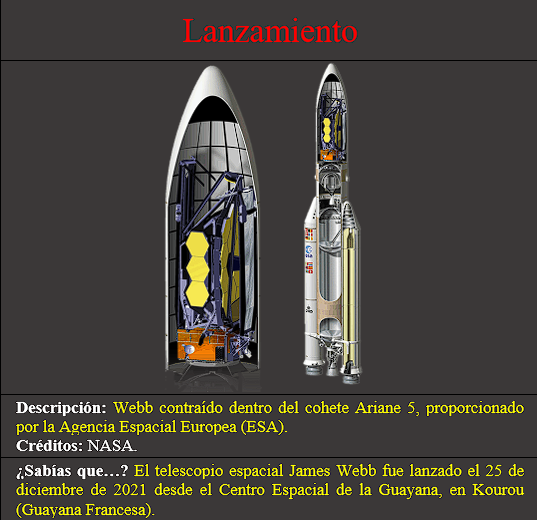 Lanzamiento
Descripción: Webb contraído dentro del cohete Ariane 5, proporcionado
por la Agencia Espacial Europea (ESA).
Créditos: NASA.
¿Sabías que…? El telescopio espacial James Webb fue lanzado el 25 de
diciembre de 2021 desde el Centro Espacial de la Guayana, en Kourou
(Guayana Francesa).